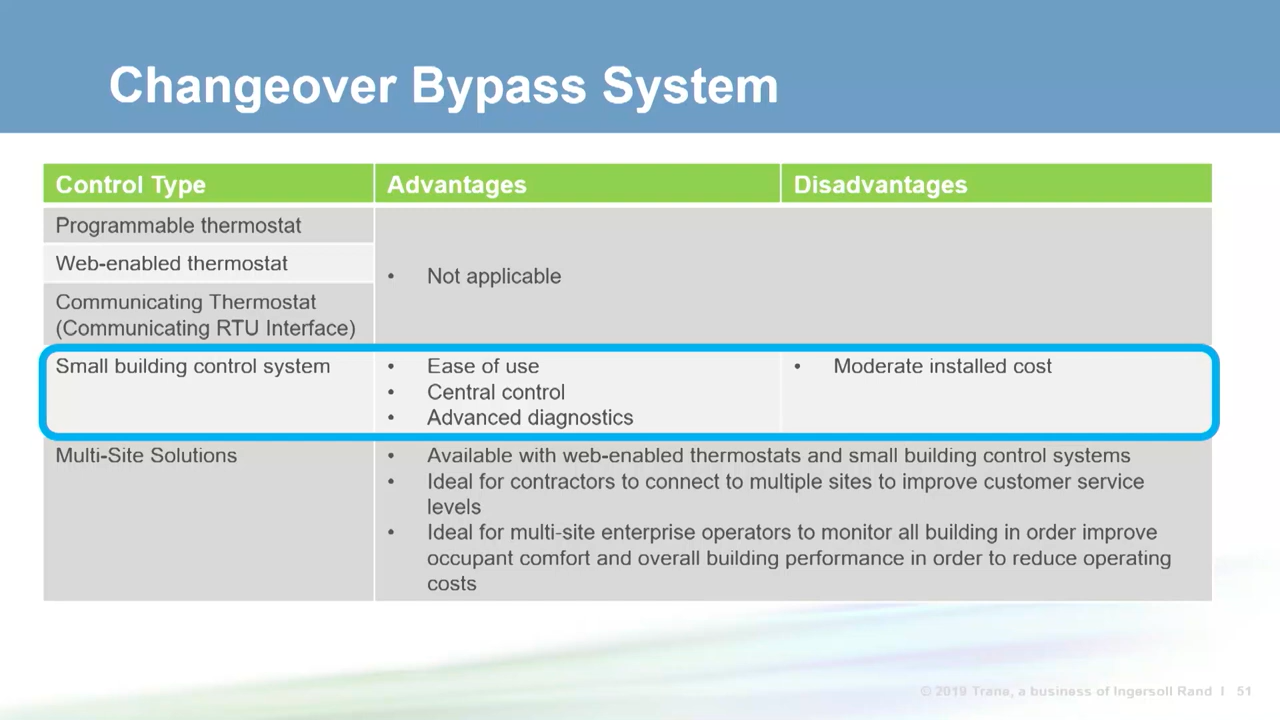 Changeover Bypass System
Control Type
Advantages
Disadvantages
Programmable thermostat
Web-enabled thermostat
Communicating Thermostat
(Communicating RTU Interface)
• Not applicable
Small building control system
• Ease of use
• Central control
• Advanced diagnostics
• Moderate installed cost
Multi-Site Solutions
• Available with web-enabled thermostats and small building control systems
• Ideal for contractors to connect to multiple sites to improve customer service
levels
• Ideal for multi-site enterprise operators to monitor all building in order improve
occupant comfort and overall building performance in order to reduce operating
costs
© 2019 Trane, a business of Ingersoll Rand I 51